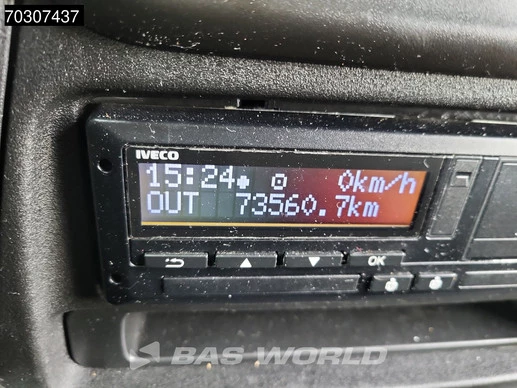 70307437
IVECO
15:24 0km/h
OUT 73560.7km
OK
BAS WORLD